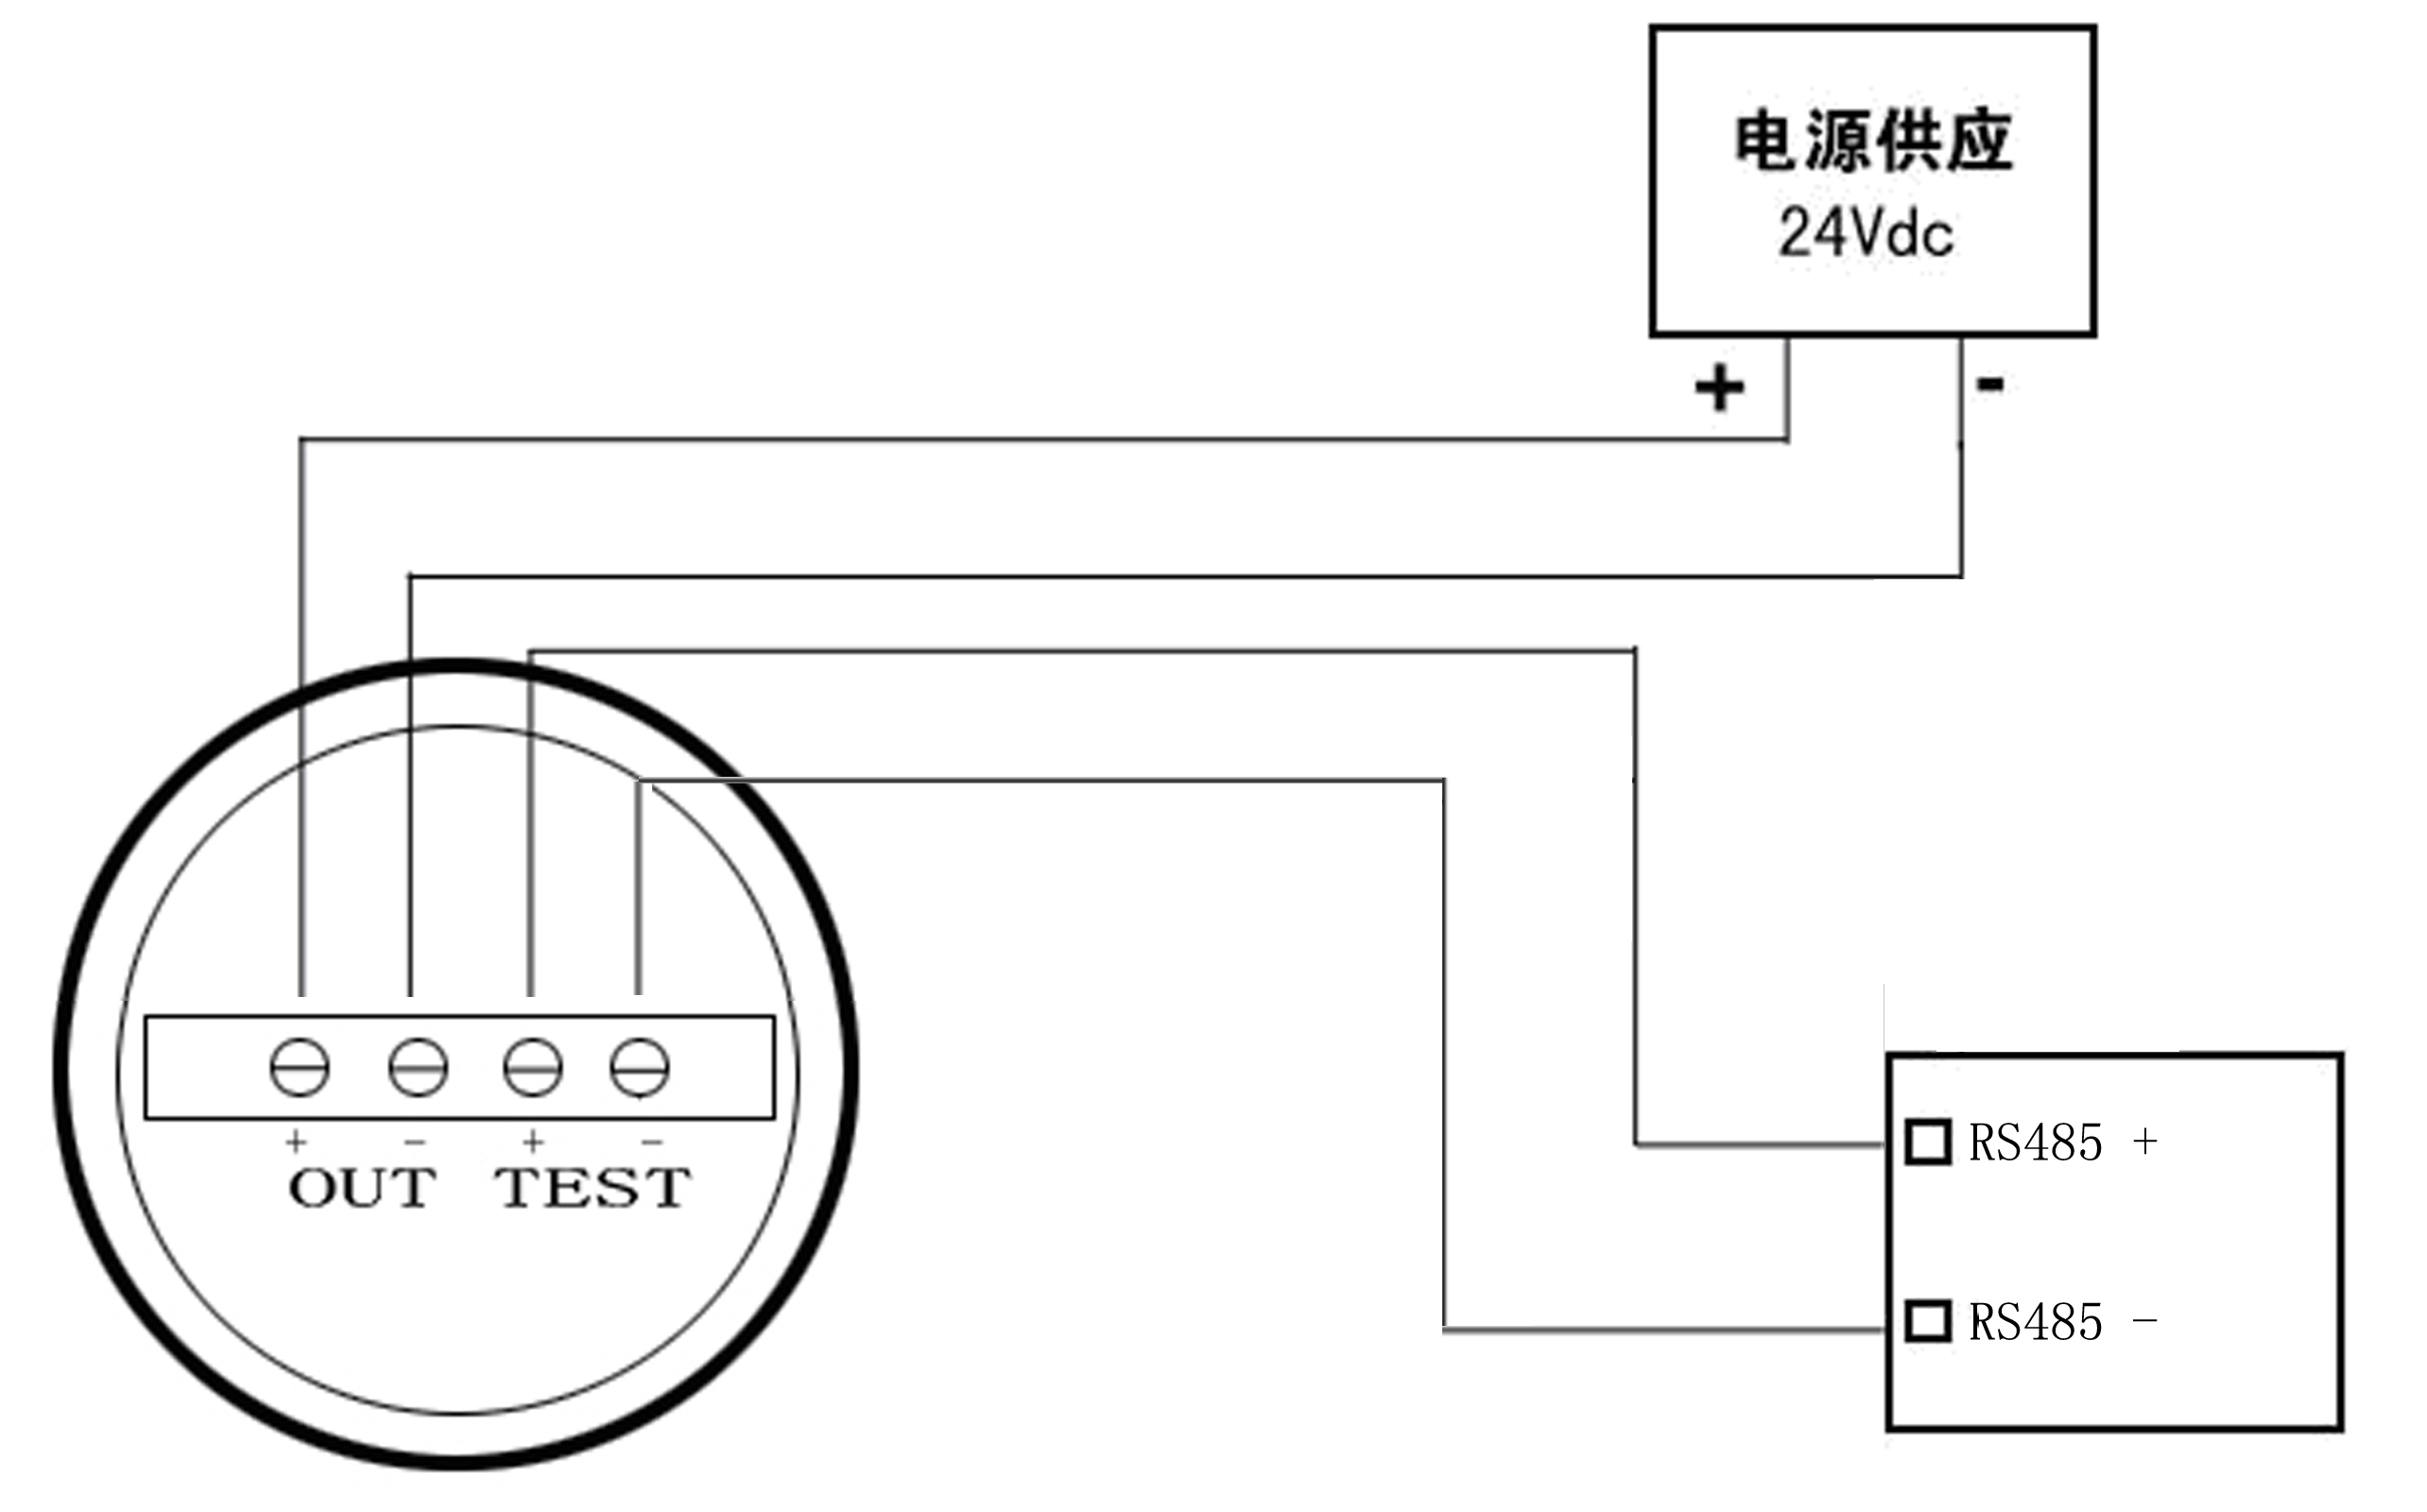 电源供应
24Vdc
+ -
+ - + -
OUT TEST
RS485 +
RS485 -